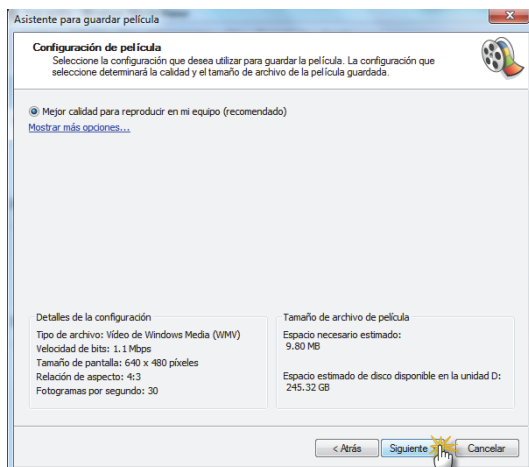 Asistente para guardar película
Configuración de película
Seleccione la configuración que desea utilizar para guardar la película. La configuración que
seleccione determinará la calidad y el tamaño de archivo de la película guardada.
Mejor calidad para reproducir en mi equipo (recomendado)
Mostrar más opciones...
Detalles de la configuración
Tipo de archivo: Vídeo de Windows Media (WMV)
Velocidad de bits: 1.1 Mbps
Tamaño de pantalla: 640 x 480 píxeles
Relación de aspecto: 4:3
Fotogramas por segundo: 30
Tamaño de archivo de película
Espacio necesario estimado:
9.80 MB
Espacio estimado de disco disponible en la unidad D:
245.32 GB
< Atrás
Siguiente
Cancelar